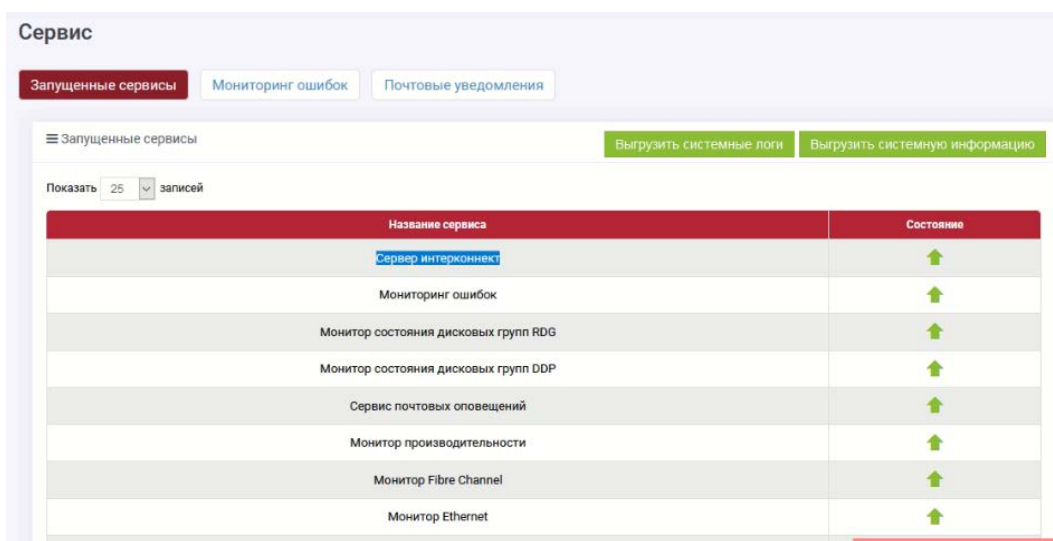 Сервис
Запущенные сервисы Мониторинг ошибок Почтовые уведомления
Запущенные сервисы Выгрузить системные логи Выгрузить системную информацию
Показать 25 записей
Название сервиса Состояние
Сервер интерконнект
Мониторинг ошибок
Монитор состояния дисковых групп RDG
Монитор состояния дисковых групп DDP
Сервис почтовых оповещений
Монитор производительности
Монитор Fibre Channel
Монитор Ethernet